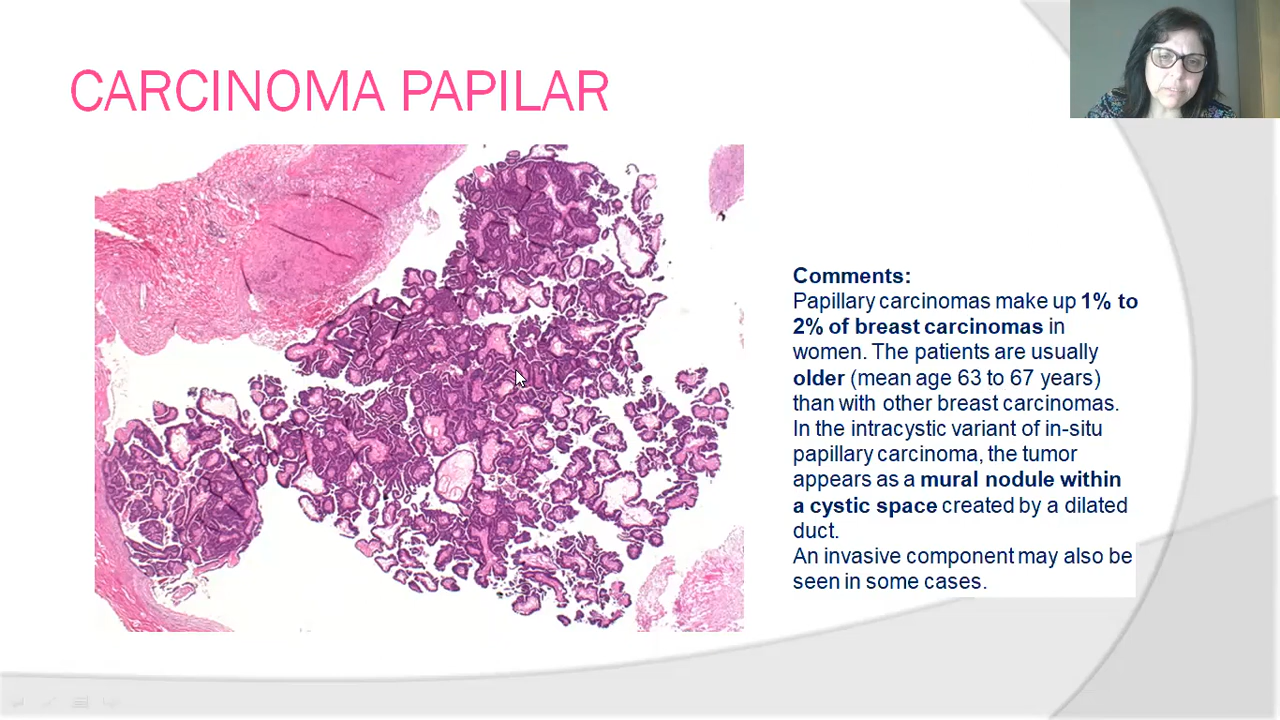 CARCINOMA PAPILAR
Comments:
Papillary carcinomas make up 1% to
2% of breast carcinomas in
women. The patients are usually
older (mean age 63 to 67 years)
than with other breast carcinomas.
In the intracystic variant of in-situ
papillary carcinoma, the tumor
appears as a mural nodule within
a cystic space created by a dilated
duct.
An invasive component may also be
seen in some cases.